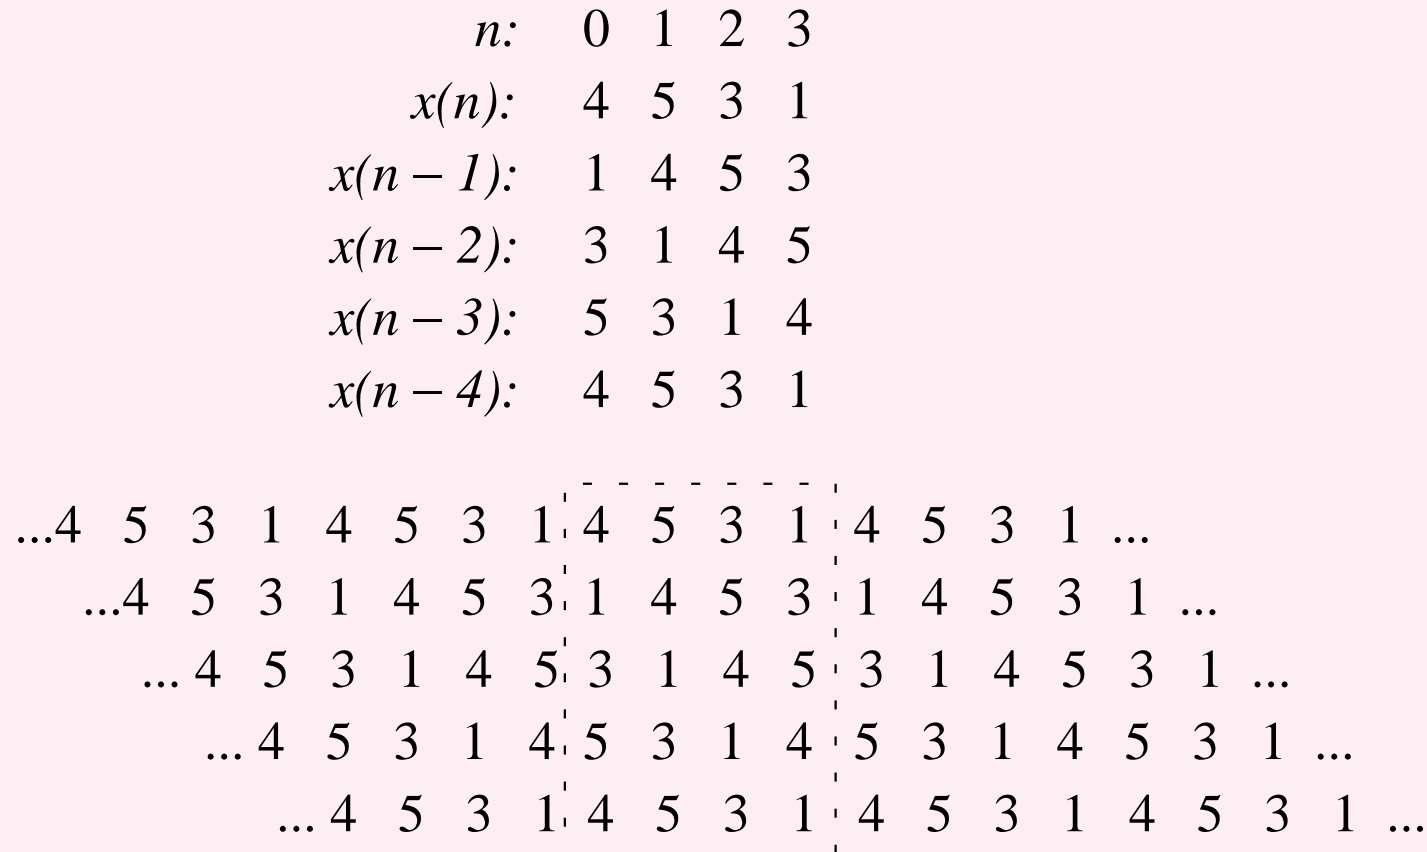 n: 0 1 2 3
x(n): 4 5 3 1
x(n − 1): 1 4 5 3
x(n − 2): 3 1 4 5
x(n − 3): 5 3 1 4
x(n − 4): 4 5 3 1
...4 5 3 1 4 5 3 1 4 5 3 1 4 5 3 1 ...
...4 5 3 1 4 5 3 1 4 5 3 1 4 5 3 1 ...
... 4 5 3 1 4 5 3 1 4 5 3 1 4 5 3 1 ...
... 4 5 3 1 4 5 3 1 4 5 3 1 4 5 3 1 ...
... 4 5 3 1 4 5 3 1 4 5 3 1 4 5 3 1 ...